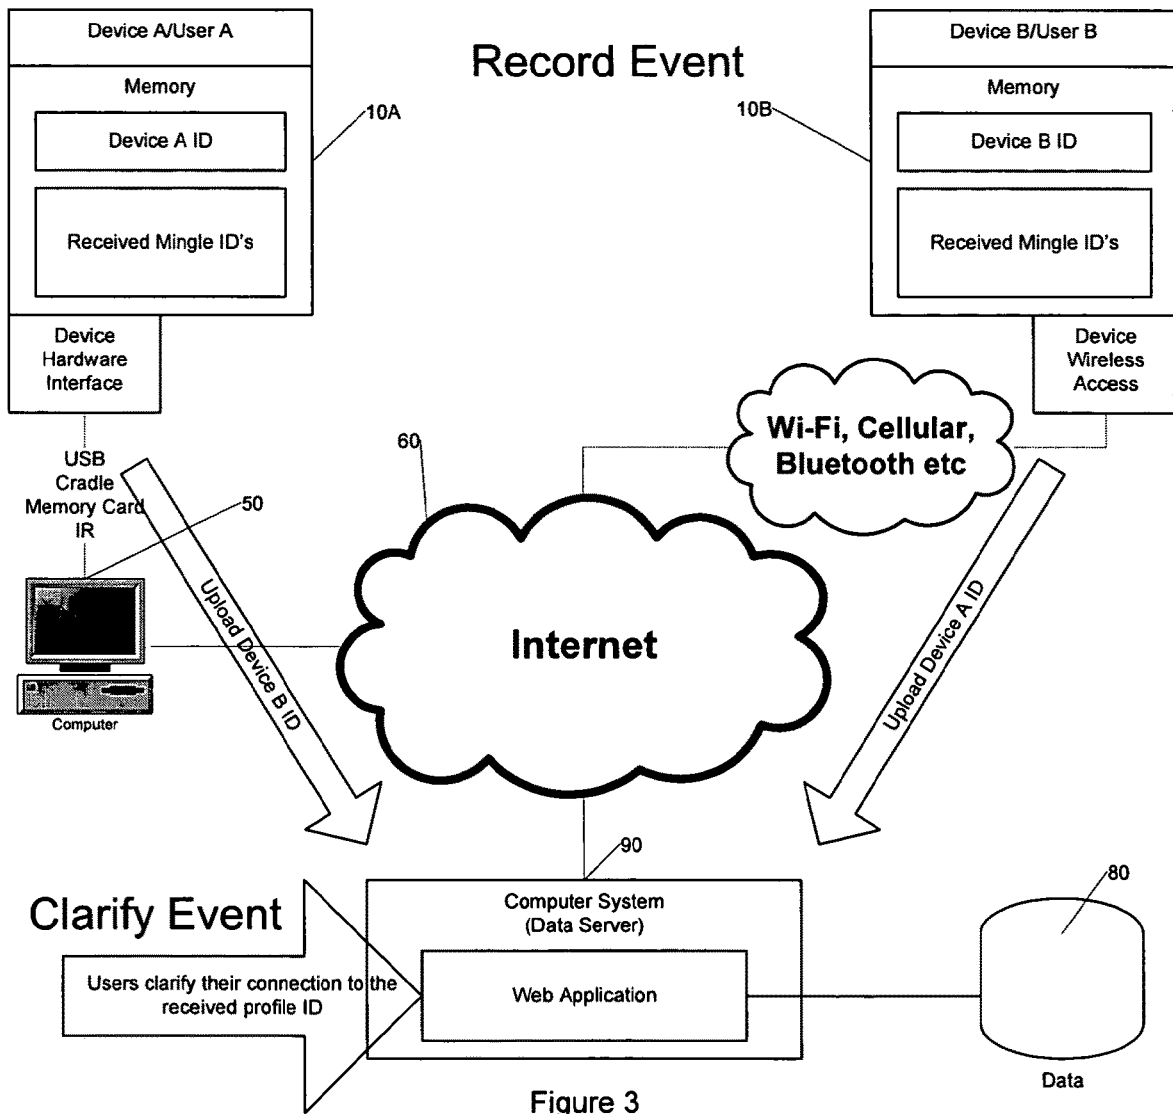 Device A/User A
Memory
Device A ID
Received Mingle ID's
Device
Hardware
Interface
10A
Record Event
Device B/User B
Memory
Device B ID
Received Mingle ID's
Device
Wireless
Access
10B
USB
Cradle
Memory Card
IR
50
60
Wi-Fi, Cellular,
Bluetooth etc
Computer
Upload Device B ID
Internet
Upload Device A ID
90
80
Clarify Event
Users clarify their connection to the
received profile ID
Computer System
(Data Server)
Web Application
Data
Figure 3